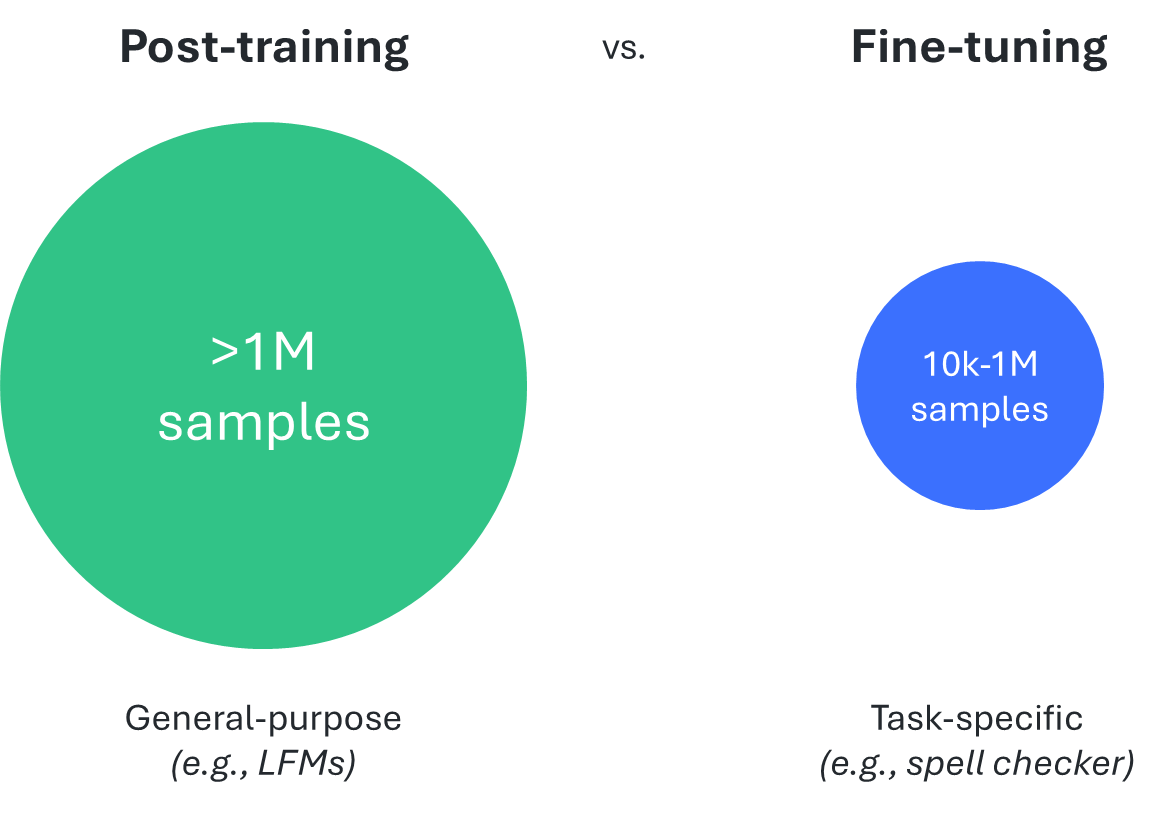 Post-training
vs.
Fine-tuning
>1M
samples
10k-1M
samples
General-purpose
(e.g., LFMs)
Task-specific
(e.g., spell checker)